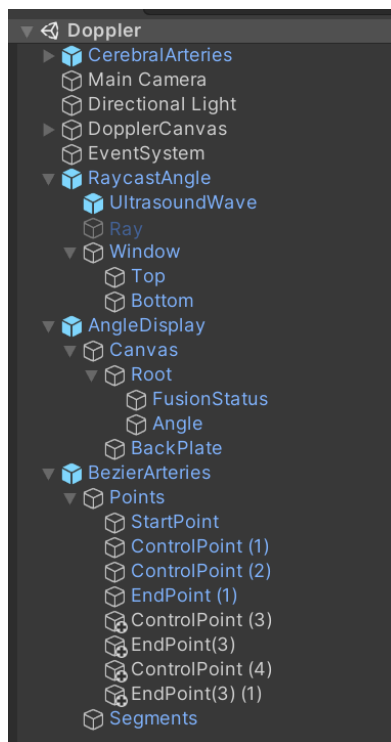 Doppler
CerebralArteries
Main Camera
Directional Light
DopplerCanvas
EventSystem
RaycastAngle
UltrasoundWave
Ray
Window
Top
Bottom
AngleDisplay
Canvas
Root
FusionStatus
Angle
BackPlate
BezierArteries
Points
StartPoint
ControlPoint (1)
ControlPoint (2)
EndPoint (1)
ControlPoint (3)
EndPoint(3)
ControlPoint (4)
EndPoint(3) (1)
Segments